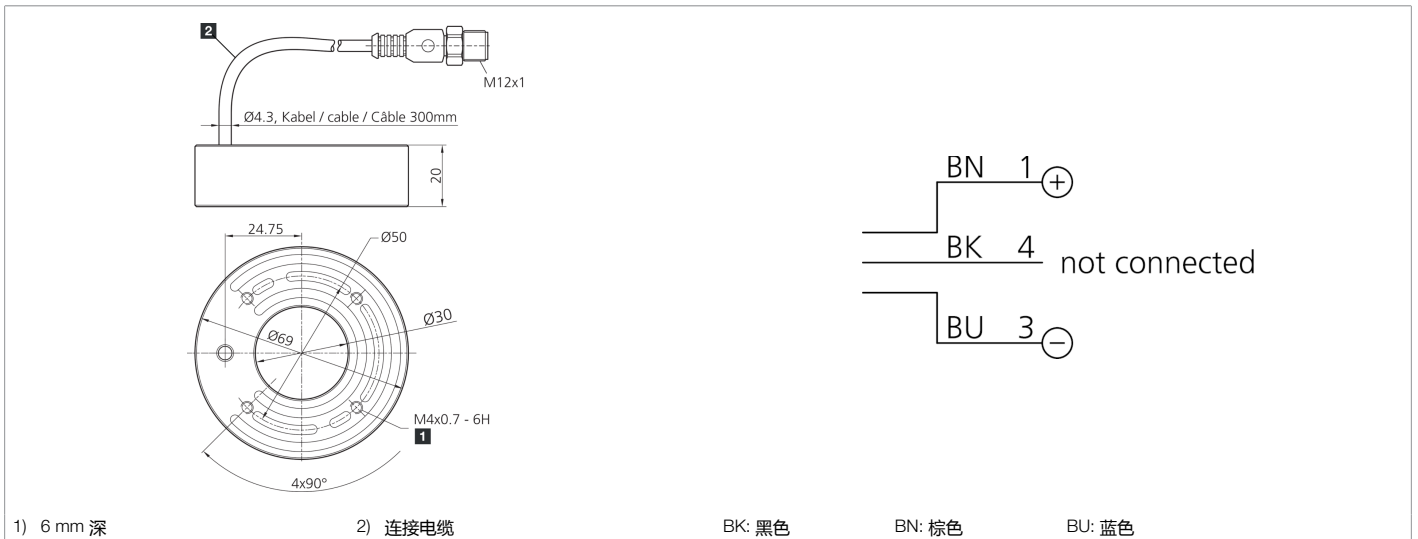 2
M12x1
Ø4.3, Kabel / cable / Câble 300mm
20
24.75
Ø50
Ø30
Ø69
M4x0.7 - 6H
1
4x90°
BN 1 +
BK 4 not connected
BU 3 −
1) 6 mm 深 2) 连接电缆 BK: 黑色 BN: 棕色 BU: 蓝色